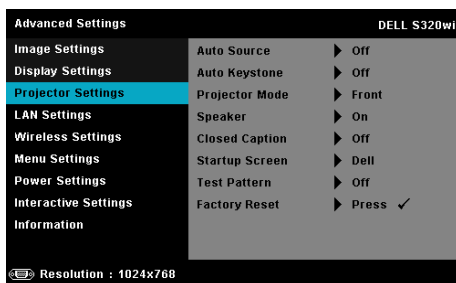 Advanced Settings DELL S320wi
Image Settings Auto Source Off
Display Settings Auto Keystone Off
Projector Settings Projector Mode Front
LAN Settings Speaker On
Wireless Settings Closed Caption Off
Menu Settings Startup Screen Dell
Power Settings Test Pattern Off
Interactive Settings Factory Reset Press ✓
Information
Resolution : 1024x768